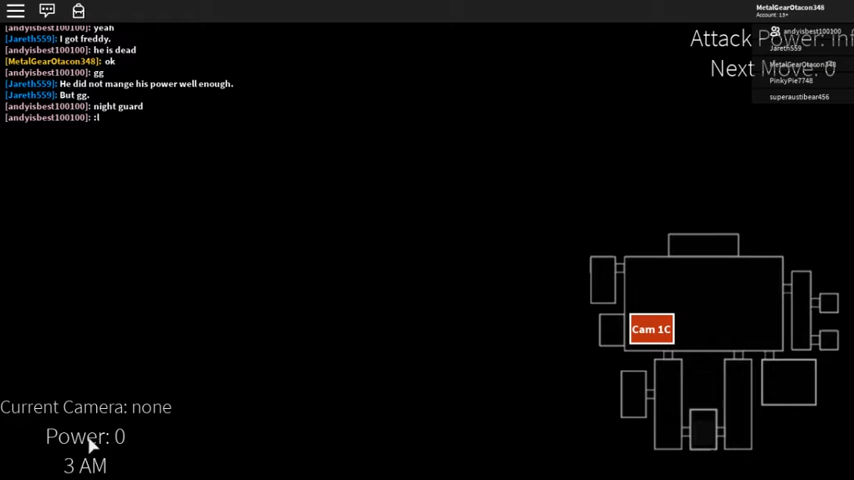 [andyisbest100100]: yeah
[Jareth559]: I got freddy.
[andyisbest100100]: he is dead
[MetalGearOtacon348]: ok
[andyisbest100100]: gg
[Jareth559]: He did not mange his power well enough.
[Jareth559]: But gg.
[andyisbest100100]: night guard
[andyisbest100100]: :l
MetalGearOtacon348
Account: 13+
Attack Power: inf
Next Move: 0
andyisbest100100
Jareth559
MetalGearOtacon348
PinkyPie7748
superaustibear456
Cam 1C
Current Camera: none
Power: 0
3 AM